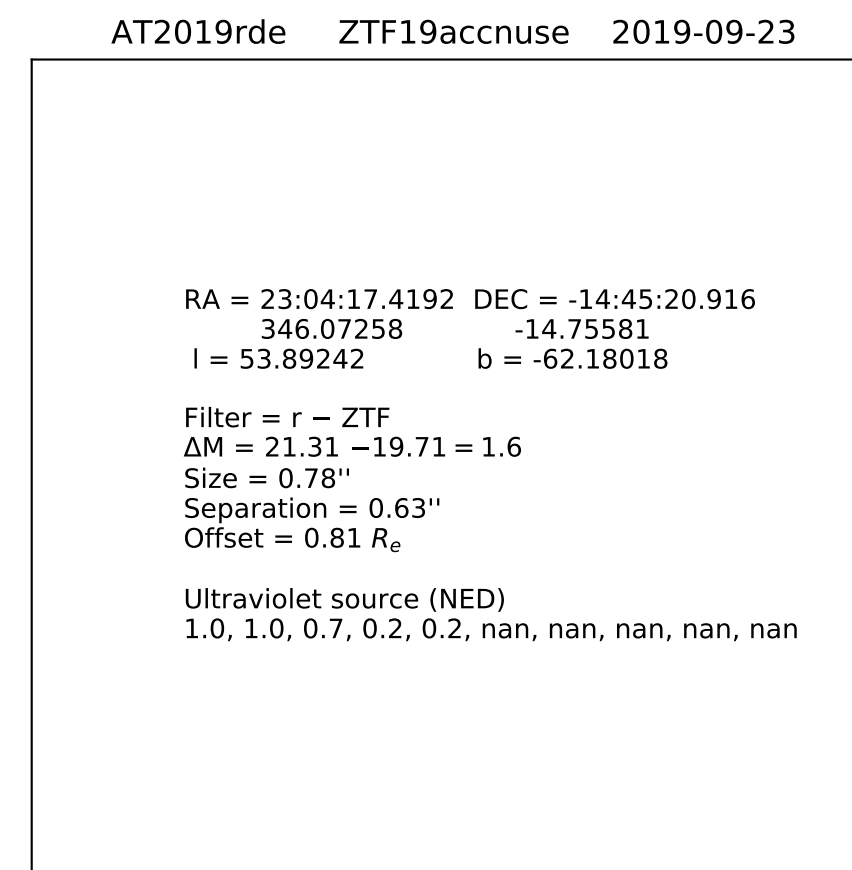 AT2019rde ZTF19accnuse 2019-09-23
RA = 23:04:17.4192 DEC = -14:45:20.916
346.07258 -14.75581
l = 53.89242 b = -62.18018
Filter = r − ZTF
ΔM = 21.31 −19.71 = 1.6
Size = 0.78''
Separation = 0.63''
Offset = 0.81 Rₑ
Ultraviolet source (NED)
1.0, 1.0, 0.7, 0.2, 0.2, nan, nan, nan, nan, nan